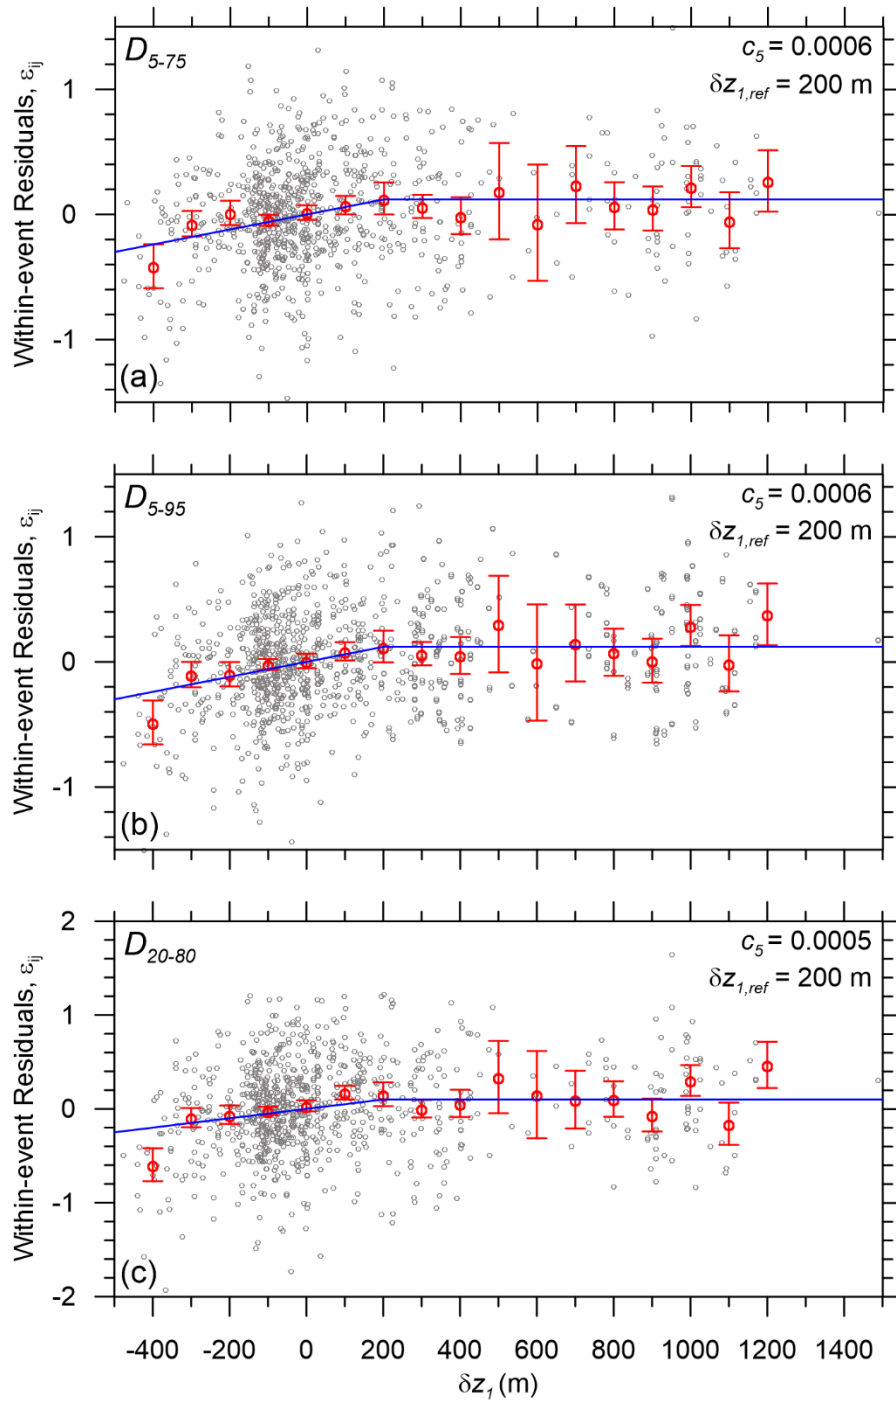 D5-75
c5 = 0.0006
δz1,ref = 200 m
1
0
-1
Within-event Residuals, εij
(a)
D5-95
c5 = 0.0006
δz1,ref = 200 m
1
0
-1
Within-event Residuals, εij
(b)
D20-80
c5 = 0.0005
δz1,ref = 200 m
2
1
0
-1
-2
Within-event Residuals, εij
(c)
-400 -200 0 200 400 600 800 1000 1200 1400
δz1 (m)